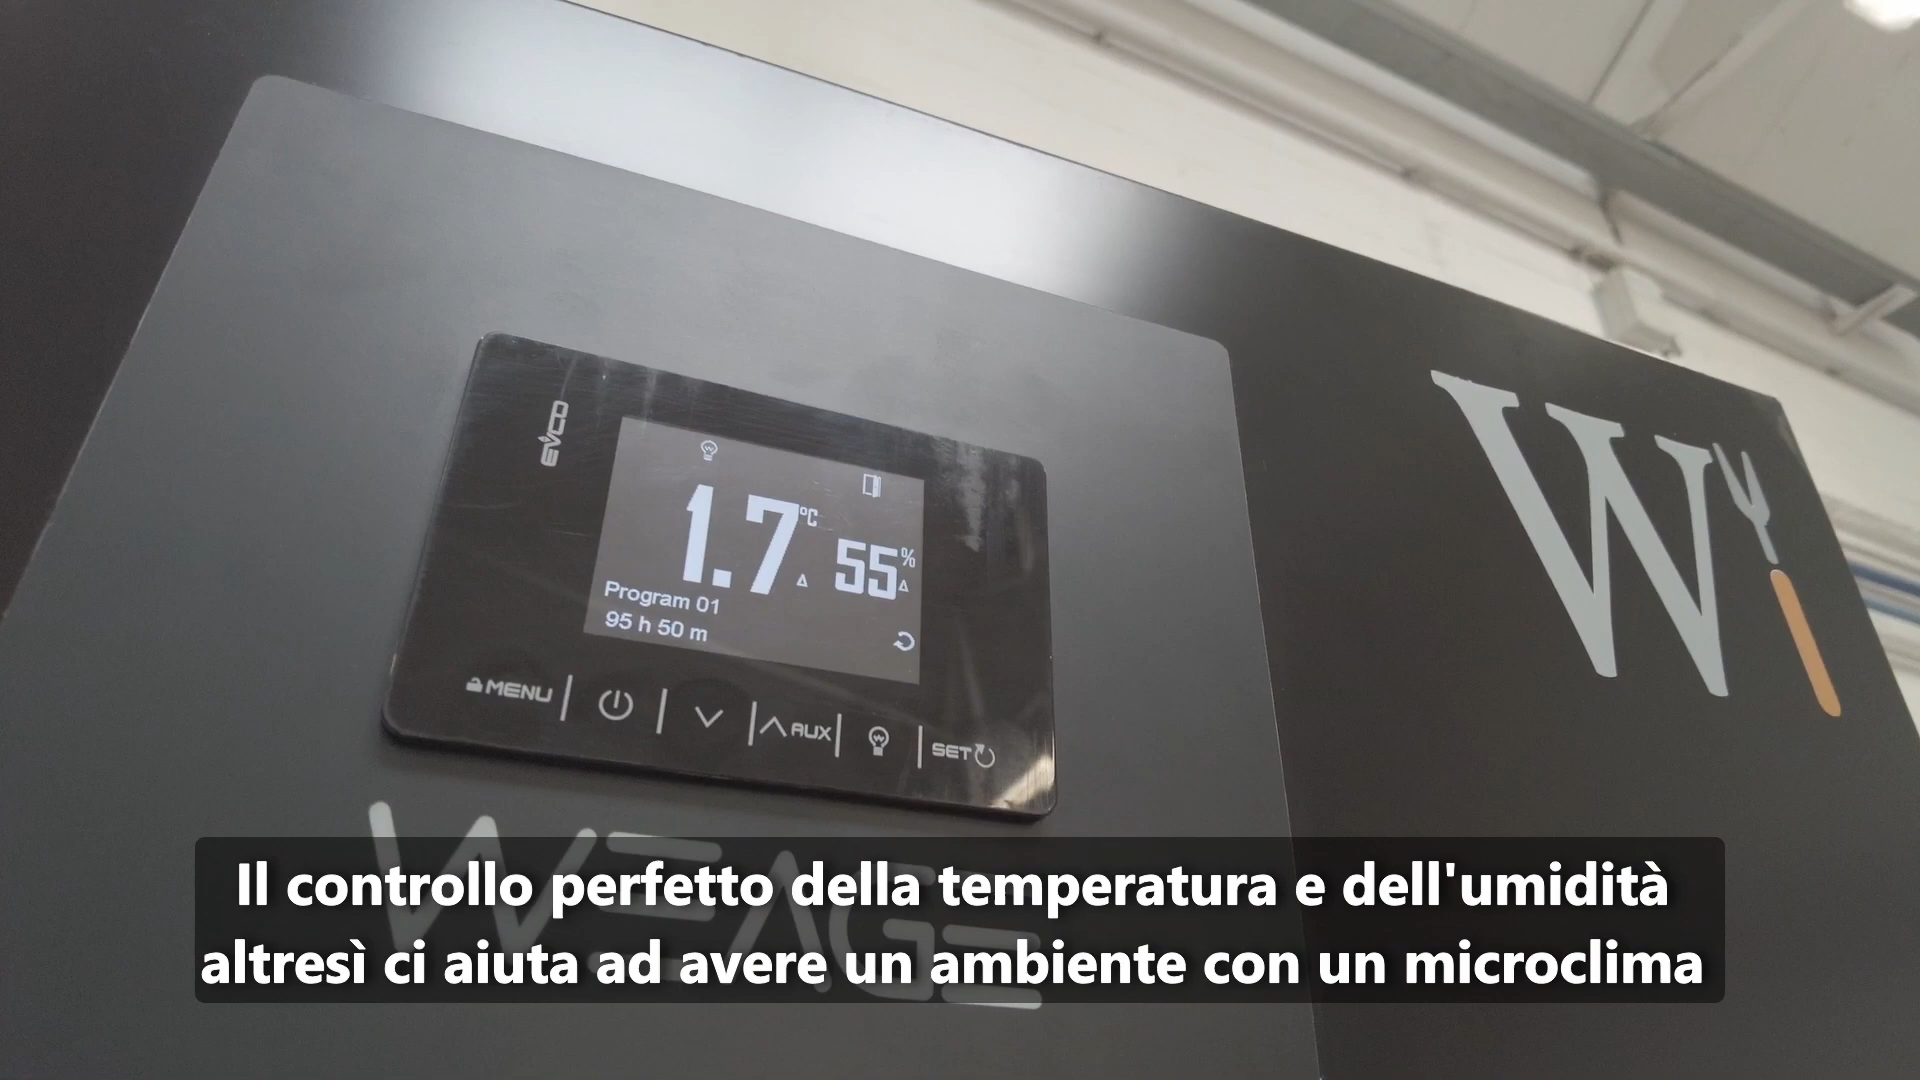 EVCO
1.7 °C 55 %
Program 01
95 h 50 m
MENU AUX SET
W
WEAGE
Il controllo perfetto della temperatura e dell'umidità
altresì ci aiuta ad avere un ambiente con un microclima